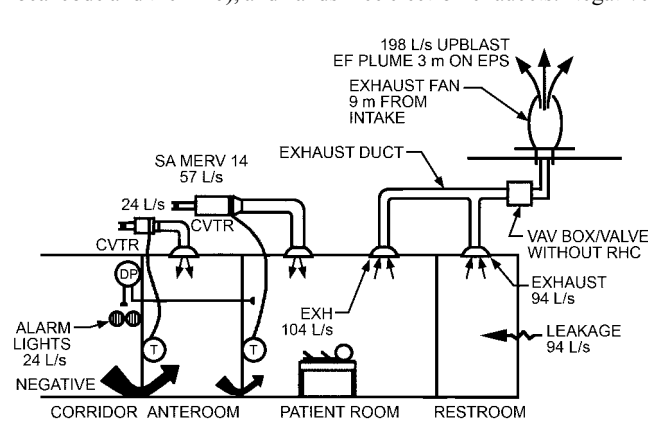 198 L/s UPBLAST
EF PLUME 3 m ON EPS
EXHAUST FAN
9 m FROM
INTAKE
EXHAUST DUCT
SA MERV 14
57 L/s
24 L/s
CVTR
CVTR
VAV BOX/VALVE
WITHOUT RHC
DP
EXH
104 L/s
EXHAUST
94 L/s
ALARM
LIGHTS
24 L/s
T
T
LEAKAGE
94 L/s
NEGATIVE
CORRIDOR ANTEROOM PATIENT ROOM RESTROOM